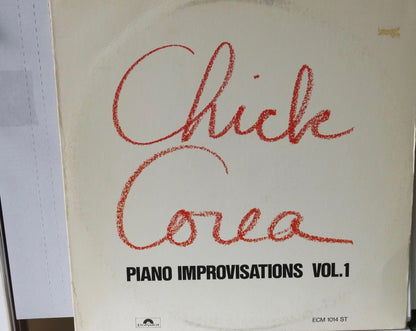 Chick
Corea
PIANO IMPROVISATIONS VOL.1
ECM 1014 ST